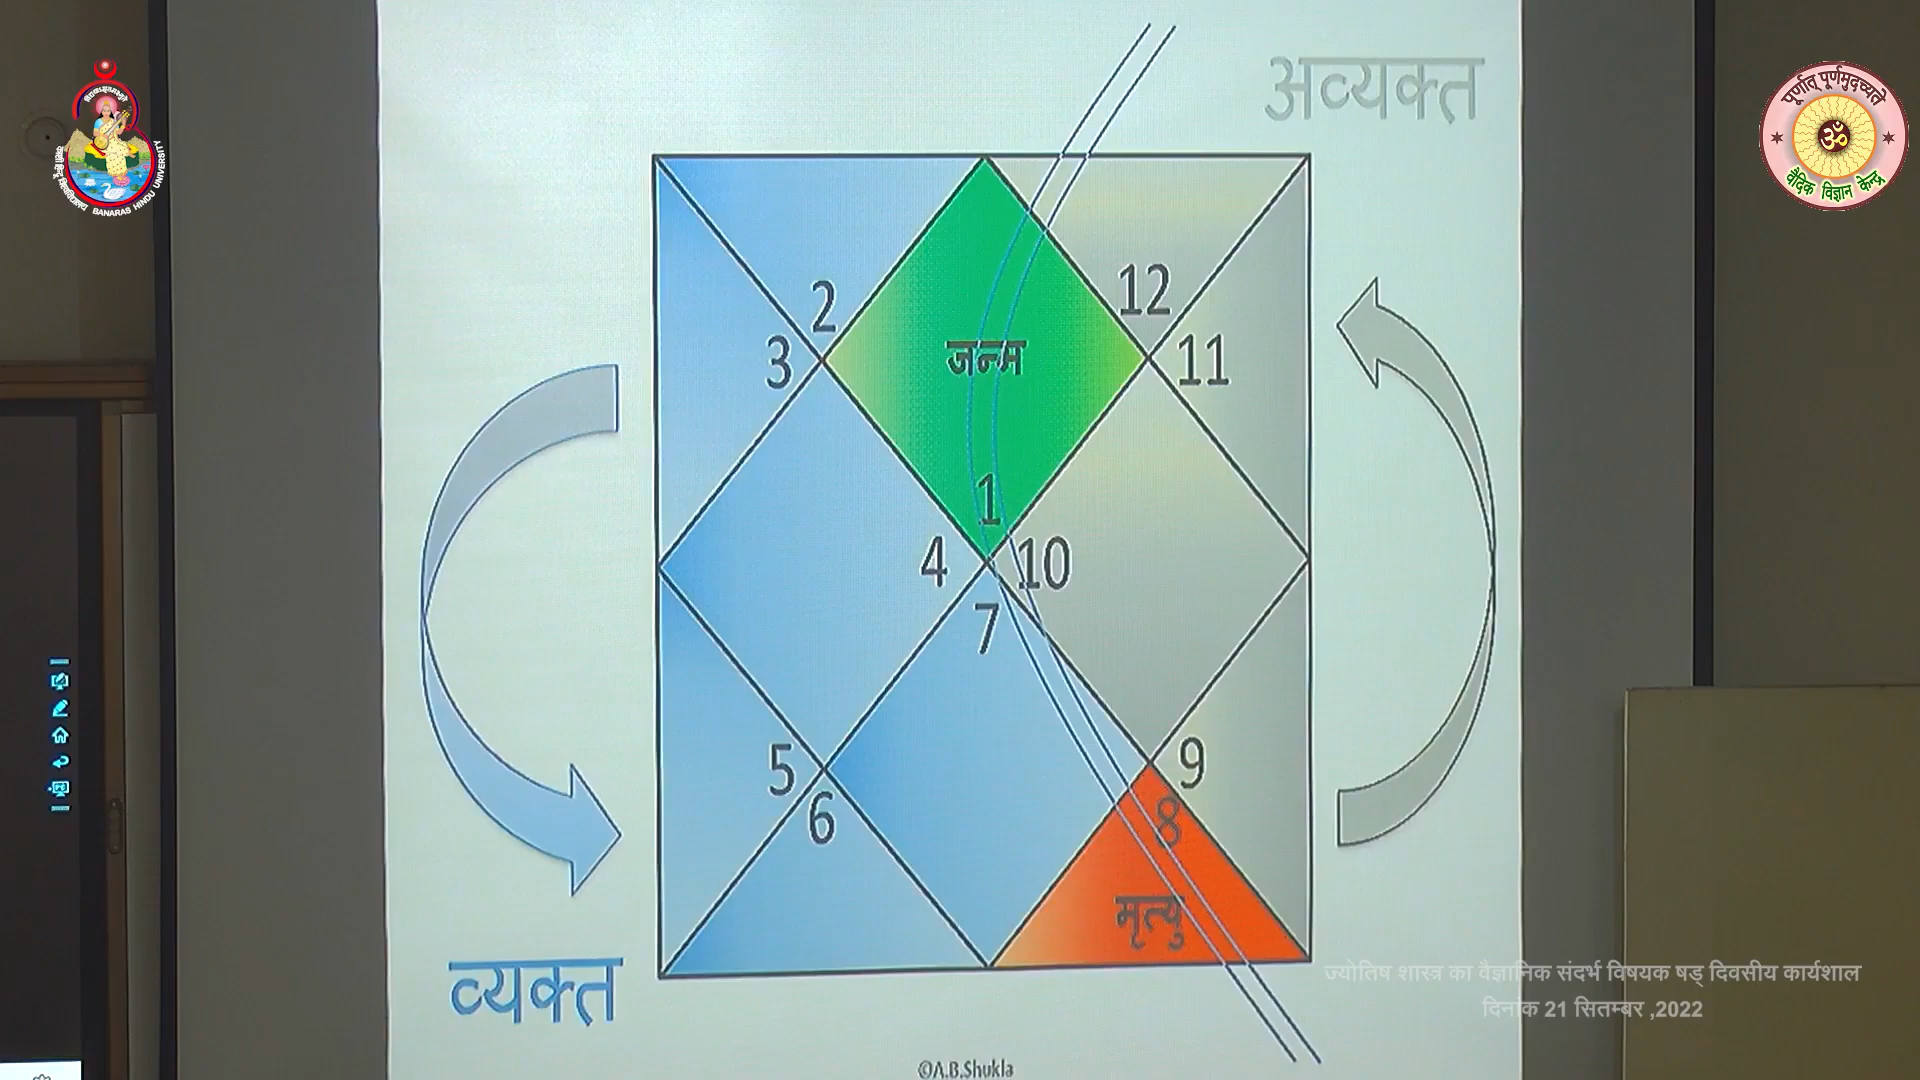 अव्यक्त
पूर्णात् पूर्णमुदच्यते
वैदिक विज्ञान केन्द्र
BANARAS HINDU UNIVERSITY
2
12
3
जन्म
11
1
4
10
7
5
9
6
8
मृत्यु
व्यक्त
ज्योतिष शास्त्र का वैज्ञानिक संदर्भ विषयक षड् दिवसीय कार्यशाल
दिनांक 21 सितम्बर ,2022
©A.B.Shukla